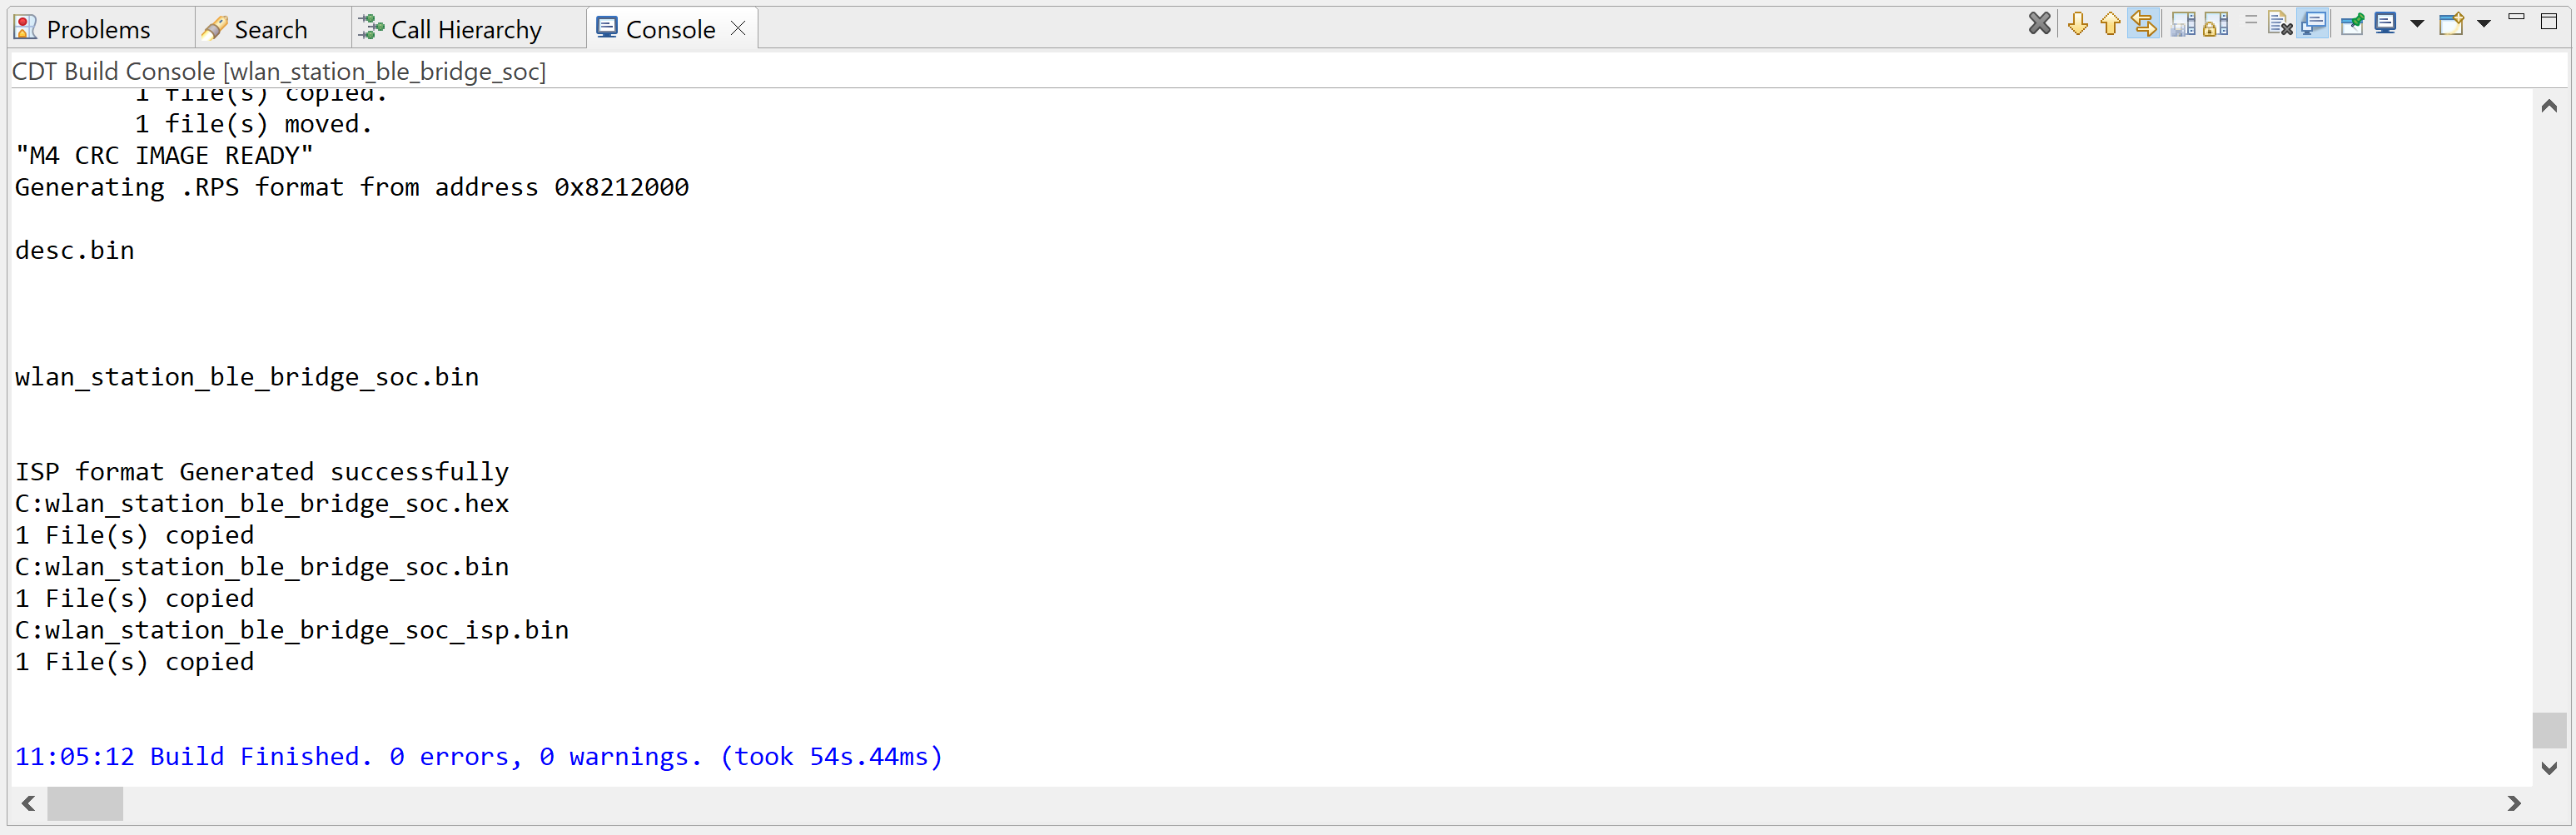 Problems Search Call Hierarchy Console
CDT Build Console [wlan_station_ble_bridge_soc]
1 file(s) copied.
1 file(s) moved.
"M4 CRC IMAGE READY"
Generating .RPS format from address 0x8212000
desc.bin
wlan_station_ble_bridge_soc.bin
ISP format Generated successfully
C:wlan_station_ble_bridge_soc.hex
1 File(s) copied
C:wlan_station_ble_bridge_soc.bin
1 File(s) copied
C:wlan_station_ble_bridge_soc_isp.bin
1 File(s) copied
11:05:12 Build Finished. 0 errors, 0 warnings. (took 54s.44ms)